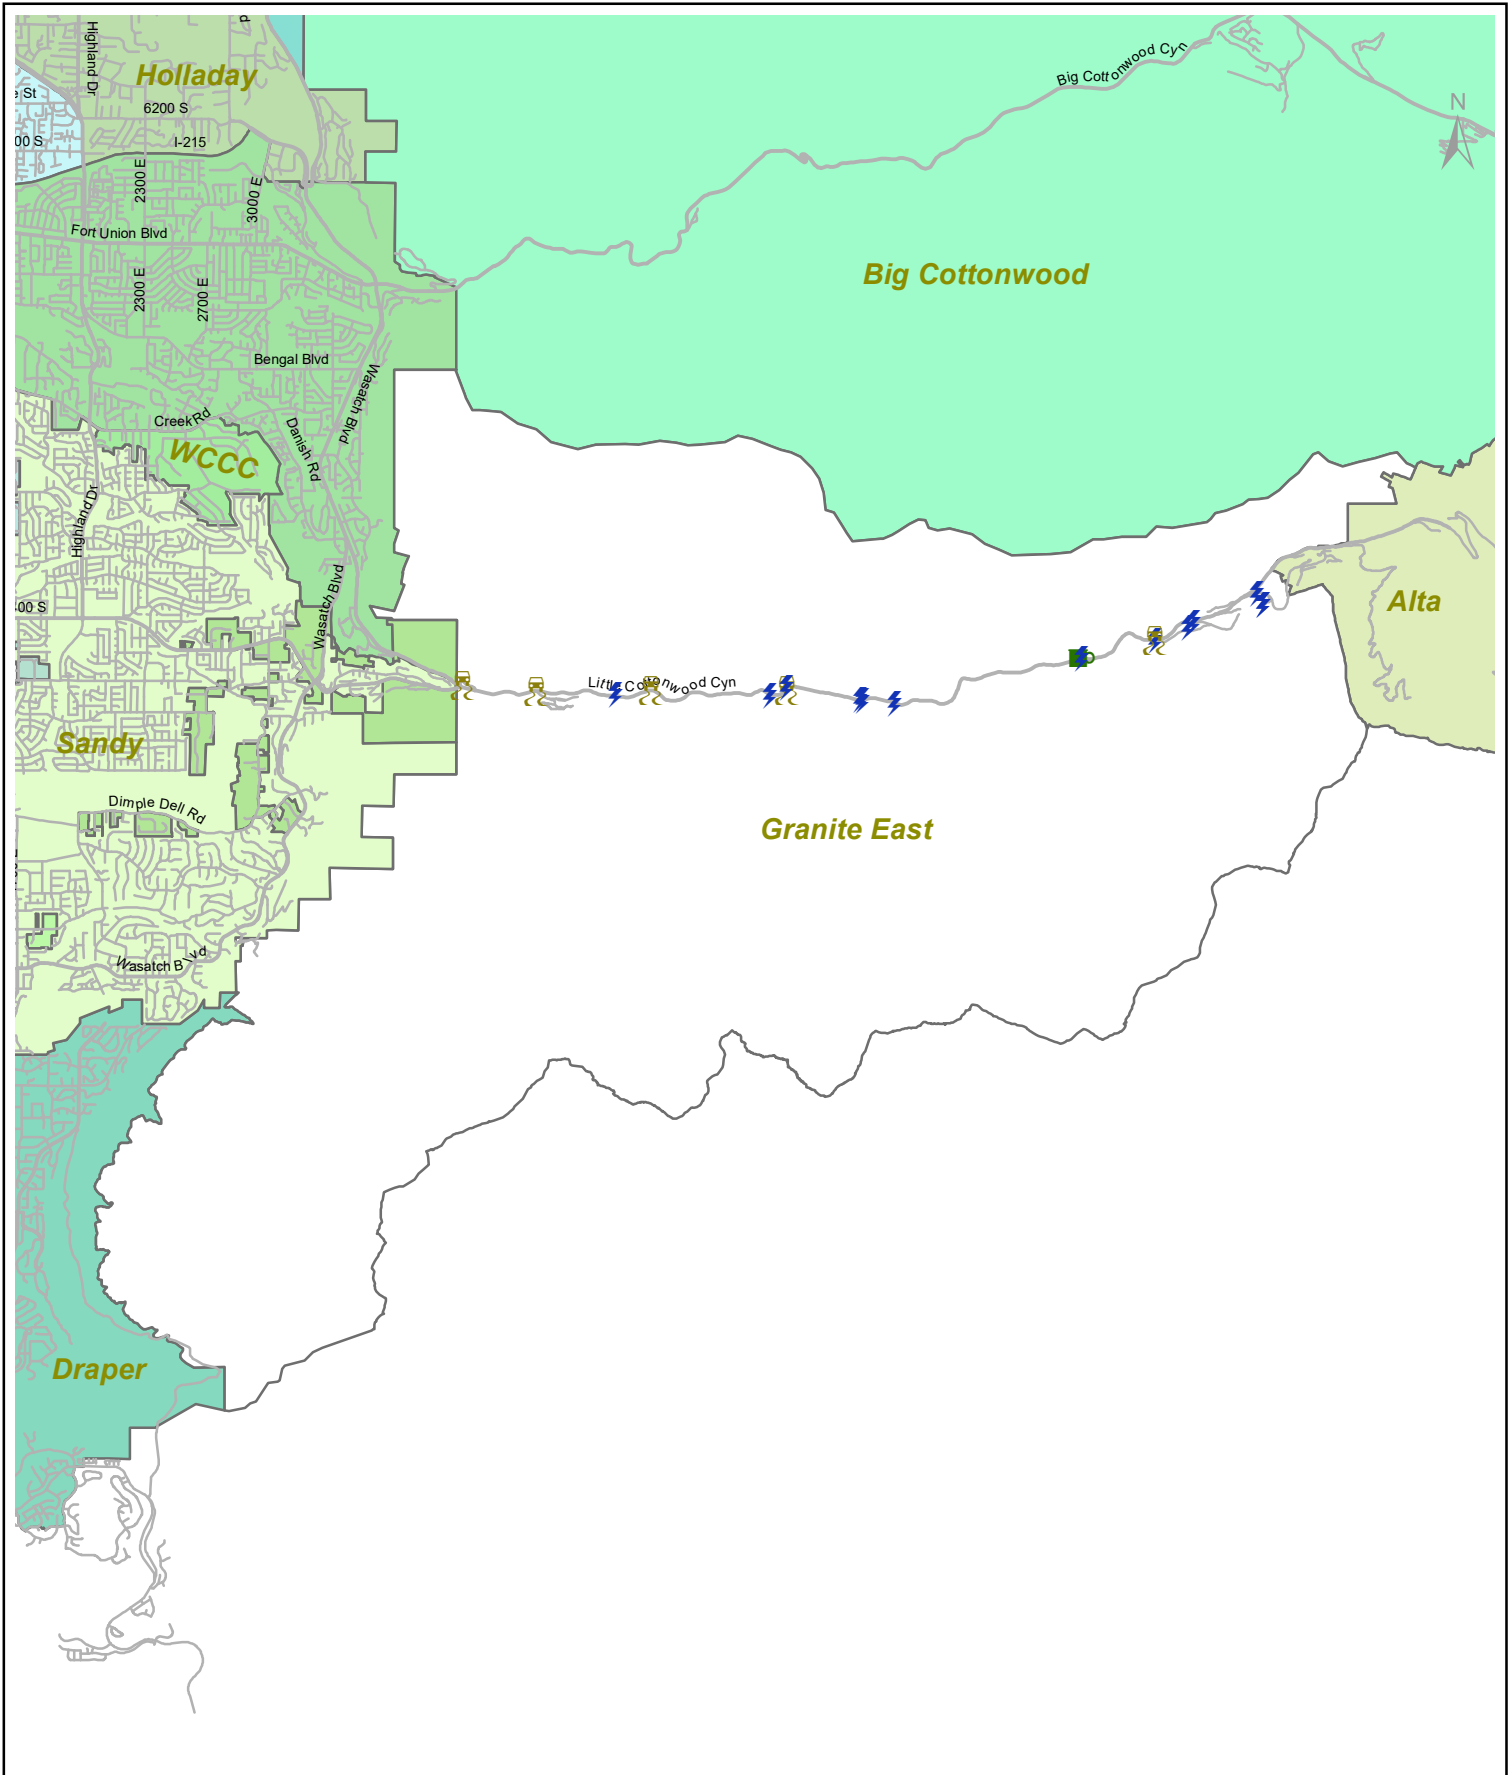 Highland Dr
Holladay
Big Cottonwood Cyn
e St
6200 S
N
00 S
I-215
2300 E
3000 E
Fort Union Blvd
2300 E
2700 E
Big Cottonwood
Bengal Blvd
Wasatch Blvd
Creek Rd
Danish Rd
WCCC
Highland Dr
Wasatch Blvd
00 S
Alta
Little Cottonwood Cyn
Sandy
Dimple Dell Rd
Granite East
Wasatch Blvd
Draper